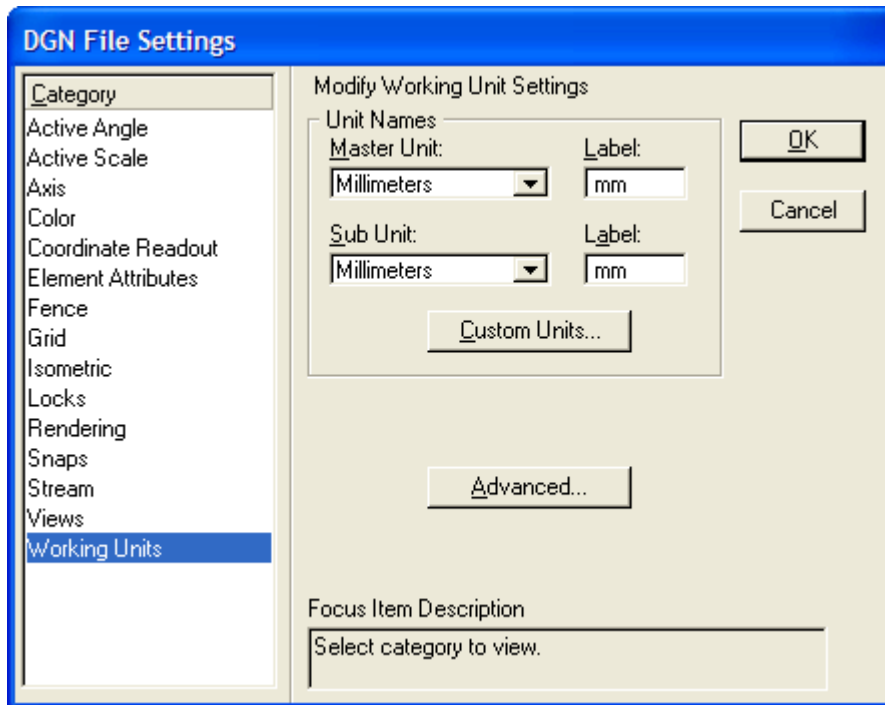 DGN File Settings
Category
Active Angle
Active Scale
Axis
Color
Coordinate Readout
Element Attributes
Fence
Grid
Isometric
Locks
Rendering
Snaps
Stream
Views
Working Units
Modify Working Unit Settings
Unit Names
Master Unit: Label:
Millimeters mm
Sub Unit: Label:
Millimeters mm
Custom Units...
Advanced...
OK
Cancel
Focus Item Description
Select category to view.